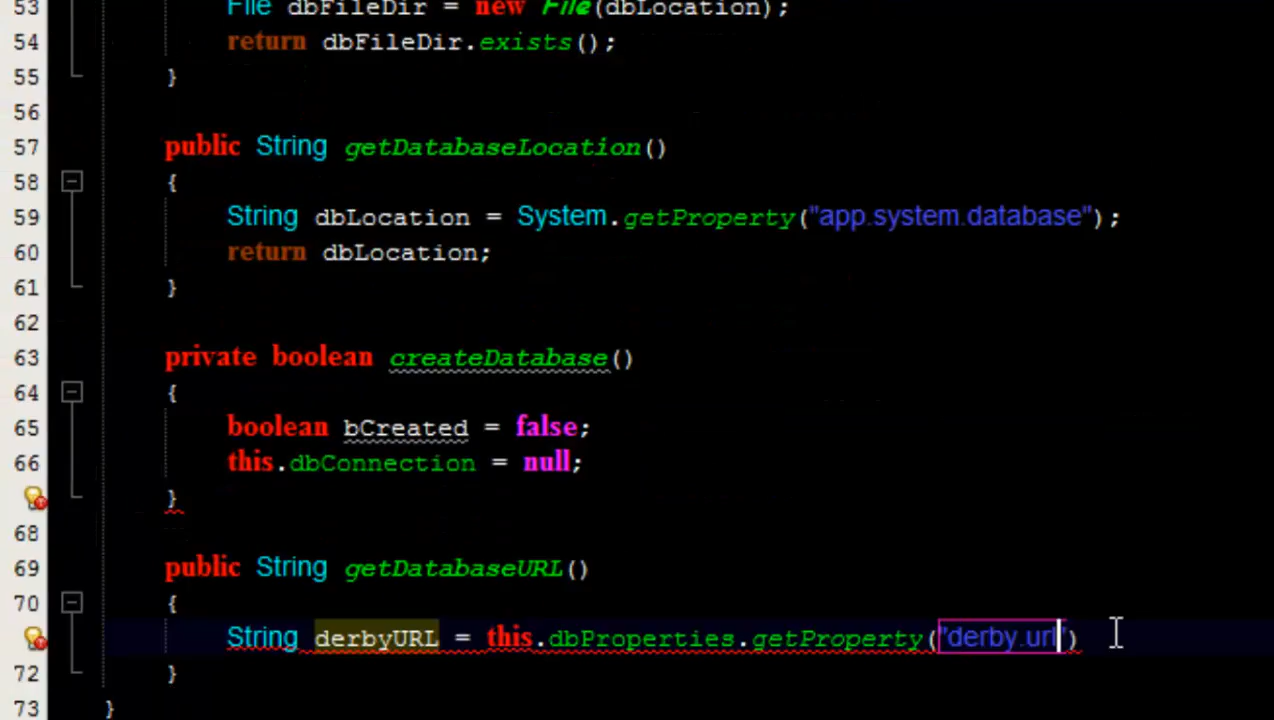 53 File dbFileDir = new File(dbLocation);
54 return dbFileDir.exists();
55 }
56
57 public String getDatabaseLocation()
58 {
59 String dbLocation = System.getProperty("app.system.database");
60 return dbLocation;
61 }
62
63 private boolean createDatabase()
64 {
65 boolean bCreated = false;
66 this.dbConnection = null;
}
68
69 public String getDatabaseURL()
70 {
String derbyURL = this.dbProperties.getProperty("derby.url")
72 }
73 }